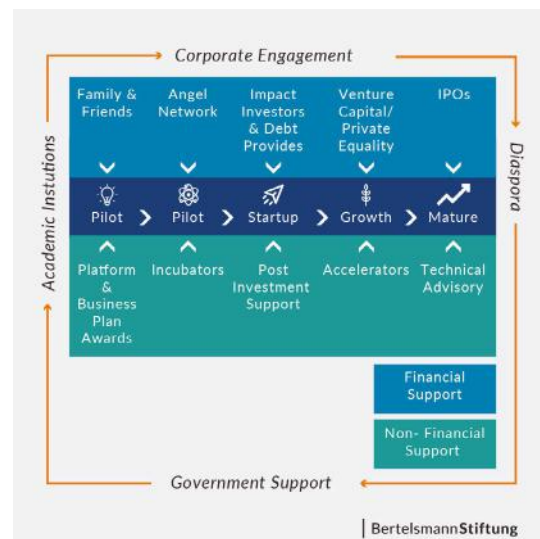 Corporate Engagement
Family &
Friends
Angel
Network
Impact
Investors
& Debt
Provides
Venture
Capital/
Private
Equality
IPOs
Academic Instutions
Diaspora
Pilot
Pilot
Startup
Growth
Mature
Platform
&
Business
Plan
Awards
Incubators
Post
Investment
Support
Accelerators
Technical
Advisory
Financial
Support
Non- Financial
Support
Government Support
BertelsmannStiftung